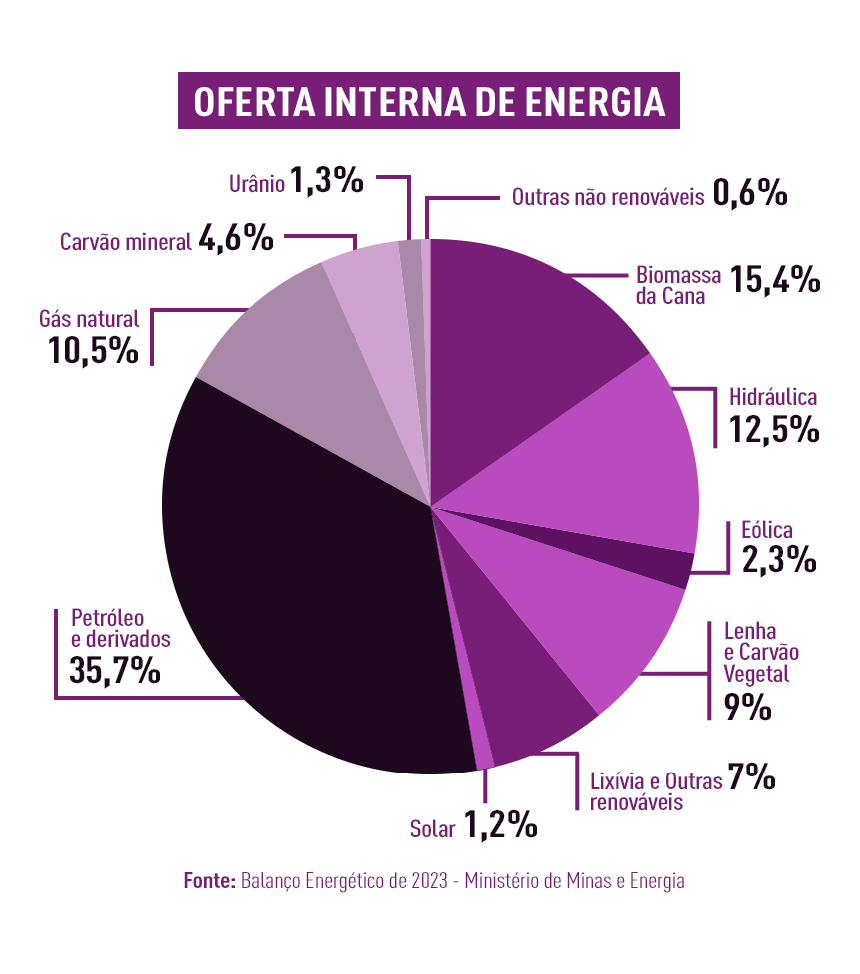 OFERTA INTERNA DE ENERGIA
Urânio 1,3%
Outras não renováveis 0,6%
Carvão mineral 4,6%
Biomassa
da Cana 15,4%
Gás natural
10,5%
Hidráulica
12,5%
Eólica
2,3%
Petróleo
e derivados
35,7%
Lenha
e Carvão
Vegetal
9%
Lixívia e Outras 7%
renováveis
Solar 1,2%
Fonte: Balanço Energético de 2023 - Ministério de Minas e Energia